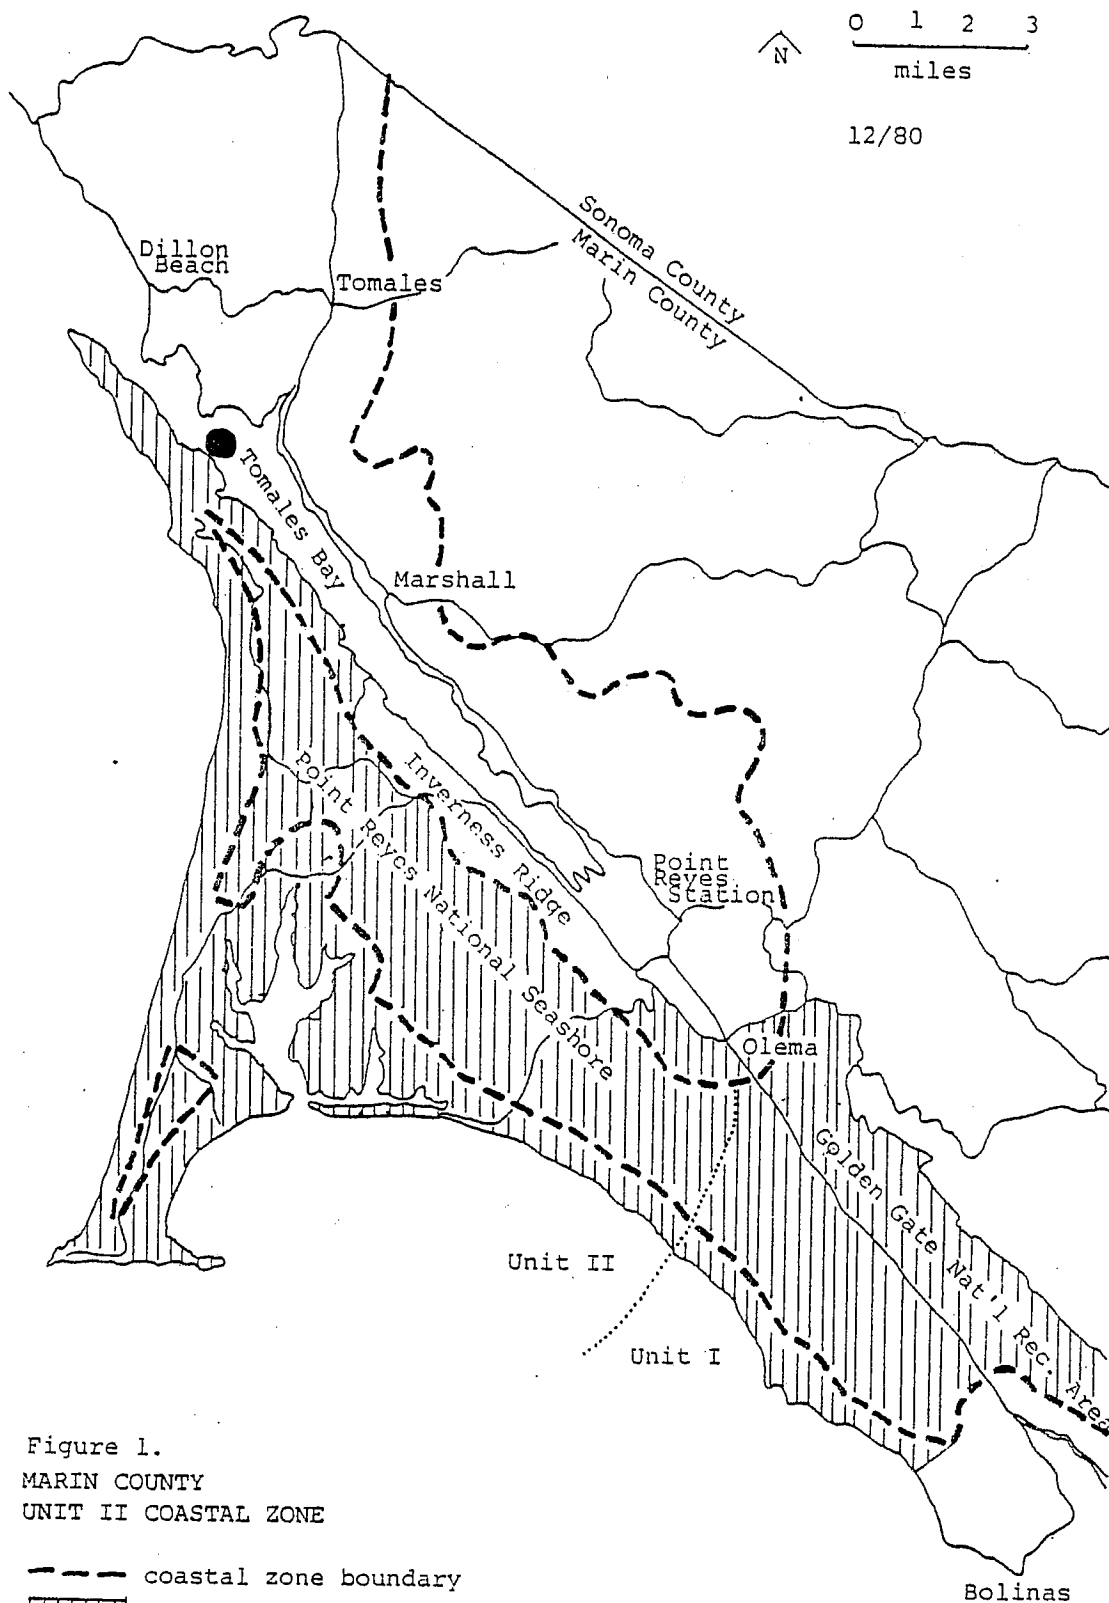 0 1 2 3
N
miles
12/80
Sonoma County
Marin County
Dillon
Beach
Tomales
Tomales Bay
Marshall
Inverness Ridge
Point Reyes National Seashore
Point
Reyes
Station
Olema
Golden Gate Nat'l Rec. Area
Unit II
Unit I
Figure 1.
MARIN COUNTY
UNIT II COASTAL ZONE
coastal zone boundary
Bolinas